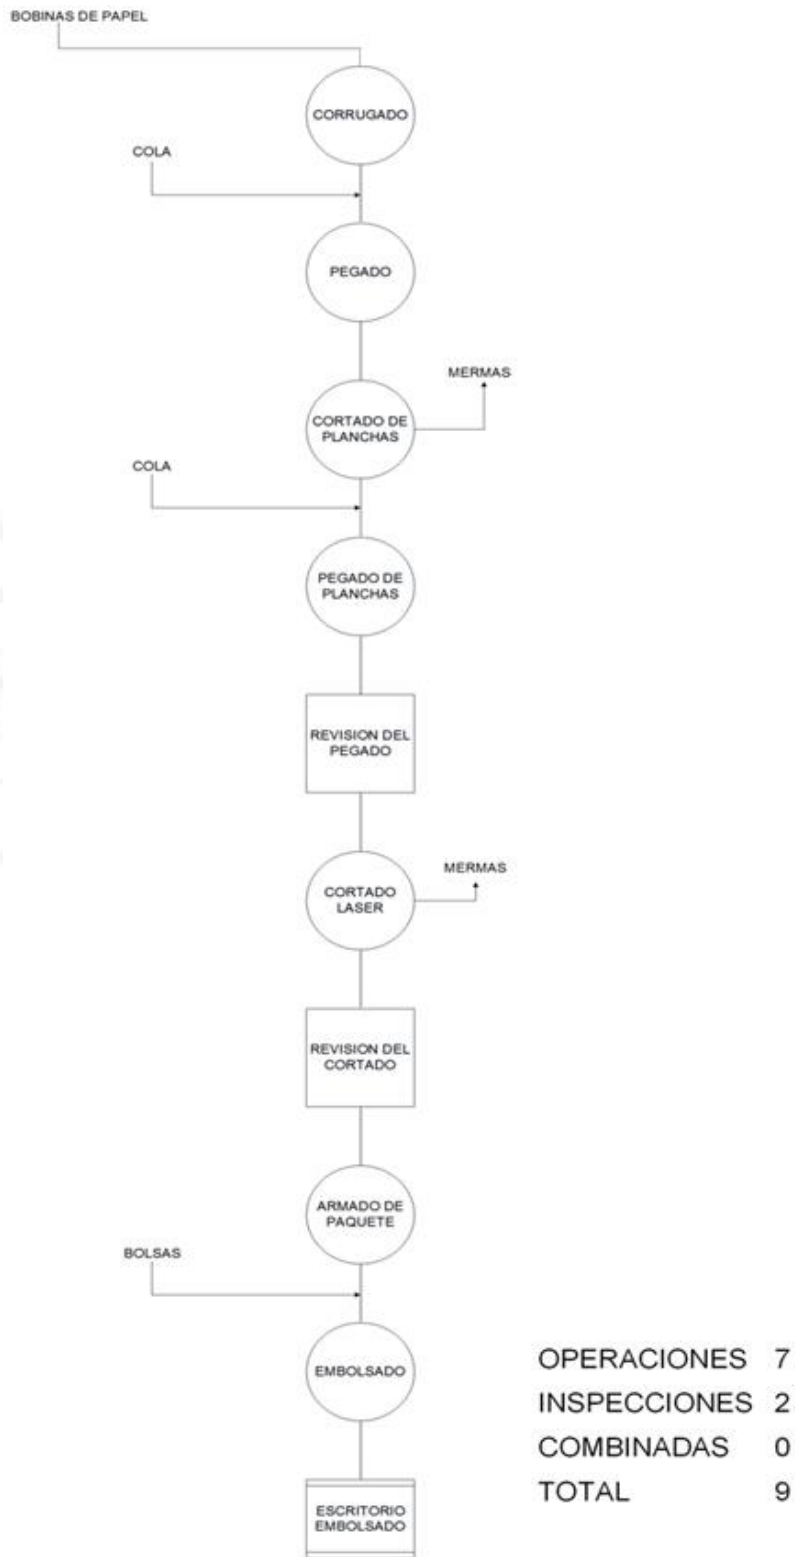 BOBINAS DE PAPEL
CORRUGADO
COLA
PEGADO
MERMAS
CORTADO DE
PLANCHAS
COLA
PEGADO DE
PLANCHAS
REVISION DEL
PEGADO
MERMAS
CORTADO
LASER
REVISION DEL
CORTADO
ARMADO DE
PAQUETE
BOLSAS
EMBOLSADO
OPERACIONES 7
INSPECCIONES 2
COMBINADAS 0
TOTAL 9
ESCRITORIO
EMBOLSADO